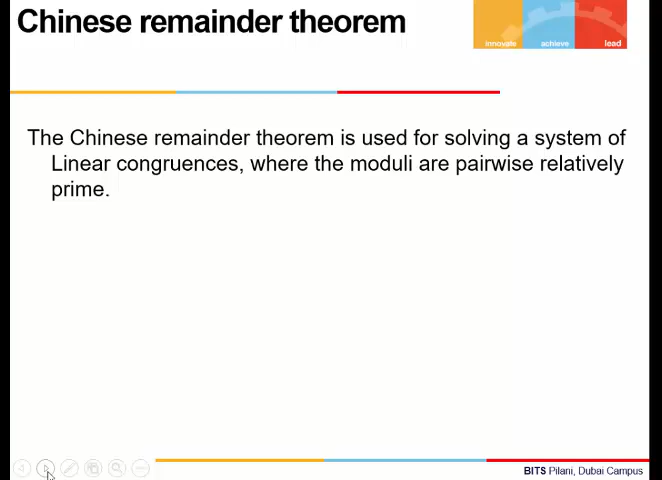 Chinese remainder theorem
innovate achieve lead
The Chinese remainder theorem is used for solving a system of
Linear congruences, where the moduli are pairwise relatively
prime.
BITS Pilani, Dubai Campus